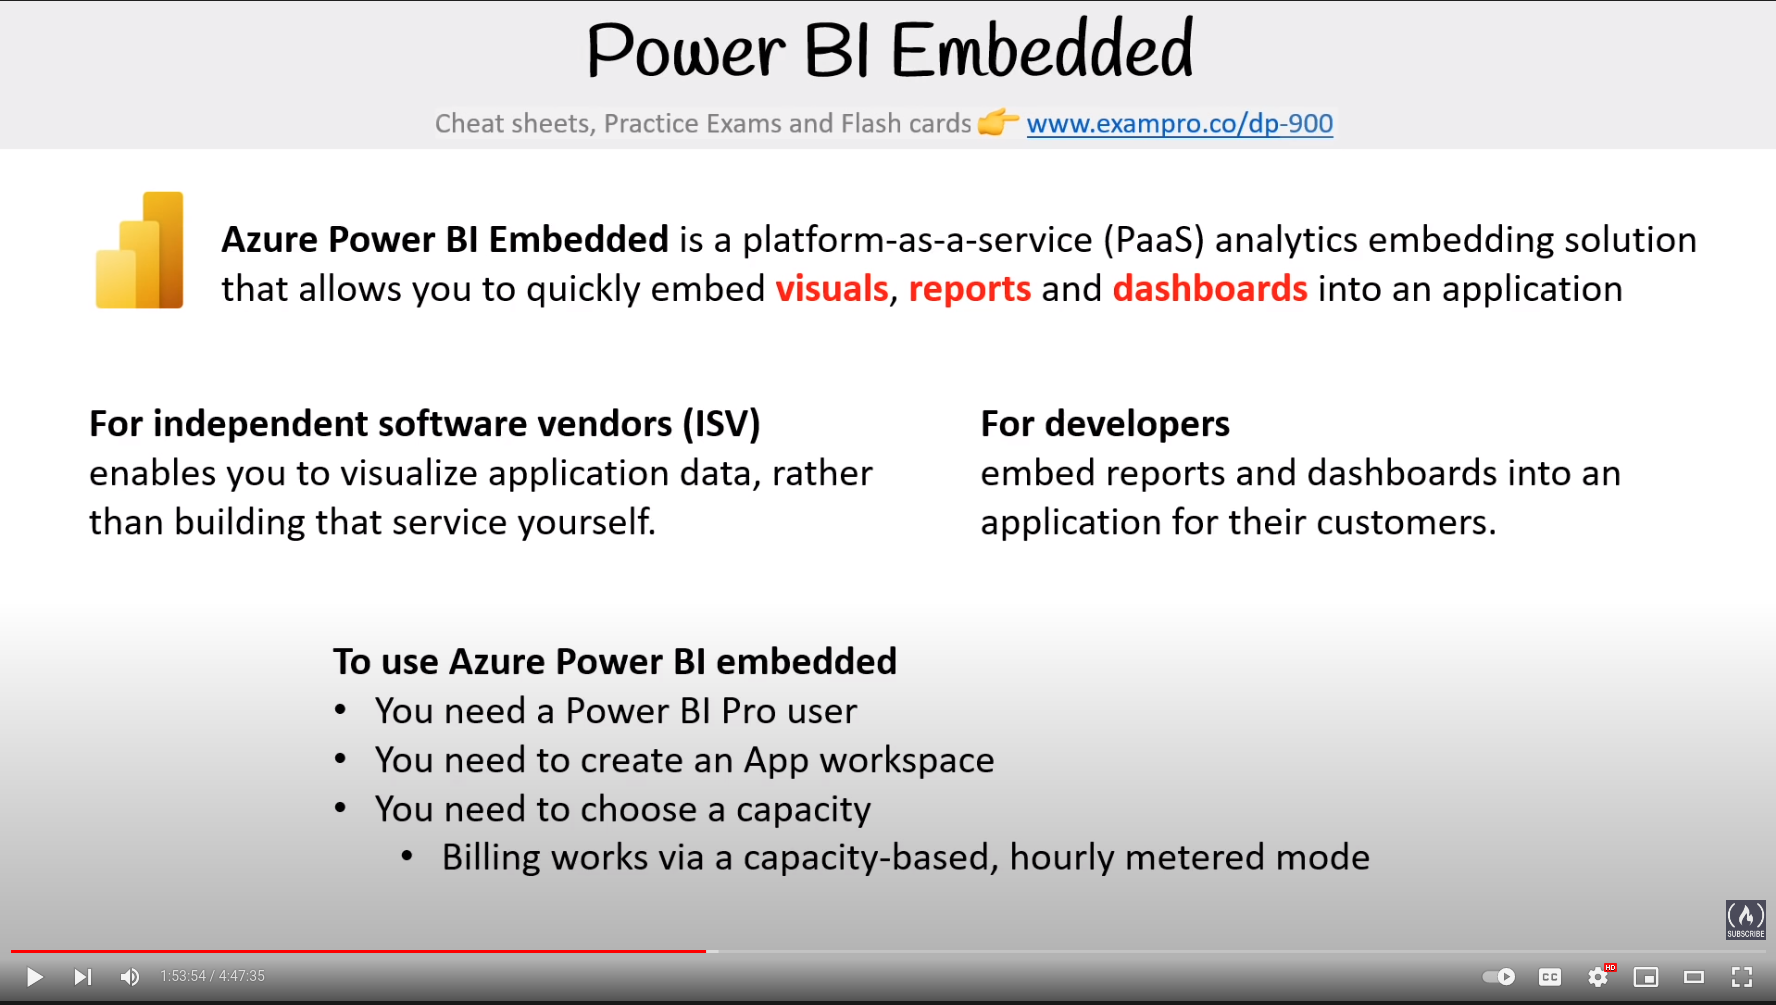 Power BI Embedded
Cheat sheets, Practice Exams and Flash cards 👉 www.exampro.co/dp-900
Azure Power BI Embedded is a platform-as-a-service (PaaS) analytics embedding solution
that allows you to quickly embed visuals, reports and dashboards into an application
For independent software vendors (ISV)
enables you to visualize application data, rather
than building that service yourself.
For developers
embed reports and dashboards into an
application for their customers.
To use Azure Power BI embedded
• You need a Power BI Pro user
• You need to create an App workspace
• You need to choose a capacity
• Billing works via a capacity-based, hourly metered mode
SUBSCRIBE
1:53:54 / 4:47:35
CC
HD